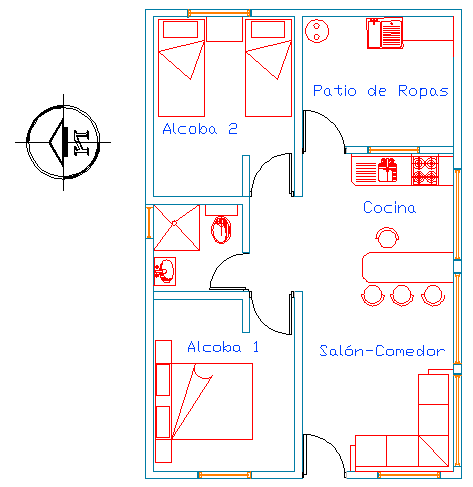 Patio de Ropas
Alcoba 2
N
Cocina
Alcoba 1
Salón-Comedor